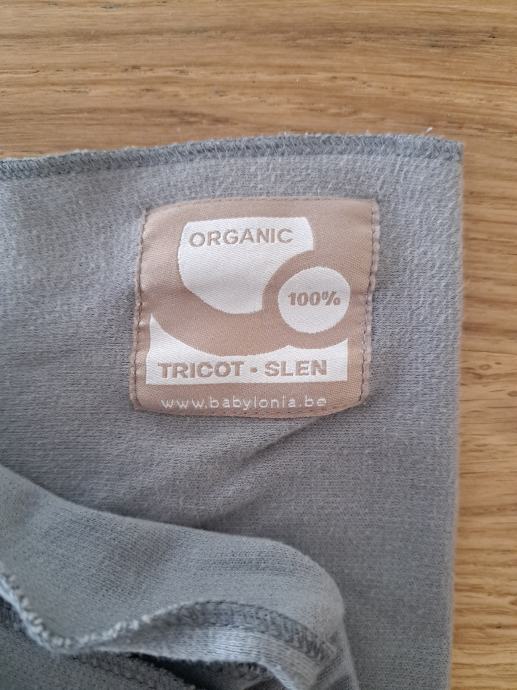 ORGANIC
100%
TRICOT • SLEN
www.babylonia.be